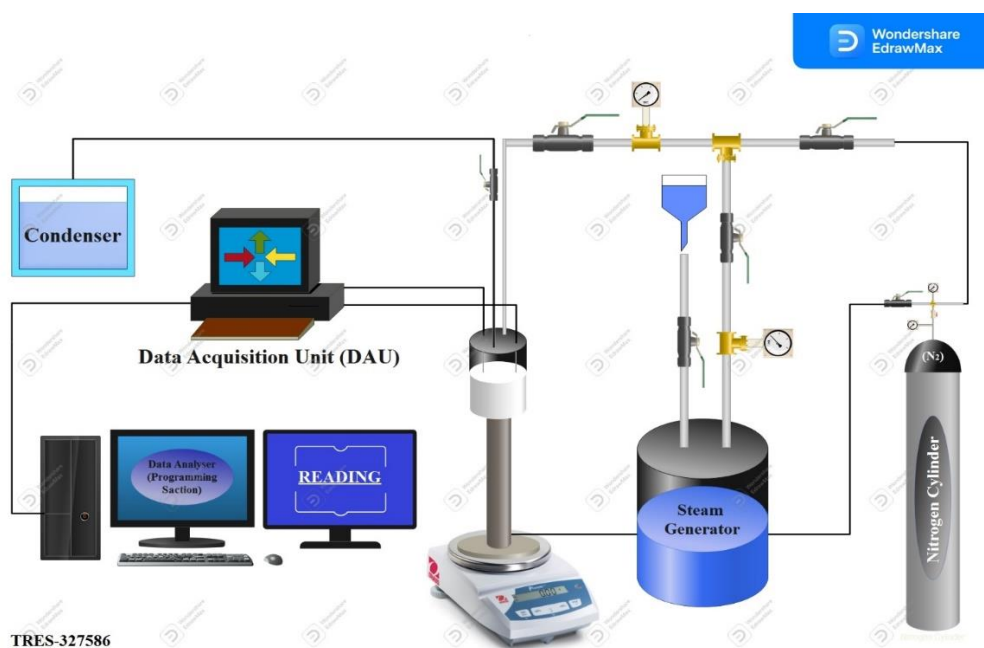 Wondershare
EdrawMax
Condenser
Data Acquisition Unit (DAU)
(N₂)
Data Analyser
(Programming
Saction)
READING
Steam
Generator
Nitrogen Cylinder
TRES-327586